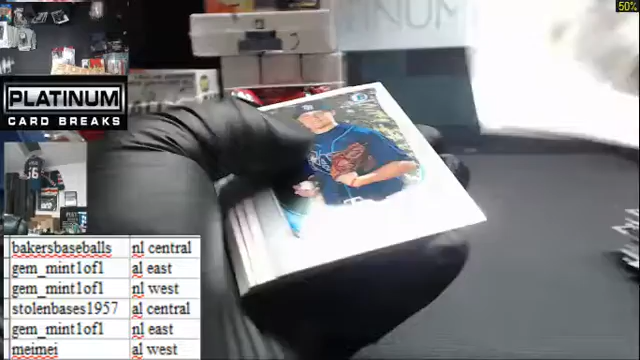 50%
INUM
PLATINUM
CARD BREAKS
bakersbaseballs nl central
gem_mint1of1 al east
gem_mint1of1 nl west
stolenbases1957 al central
gem_mint1of1 nl east
meimei al west